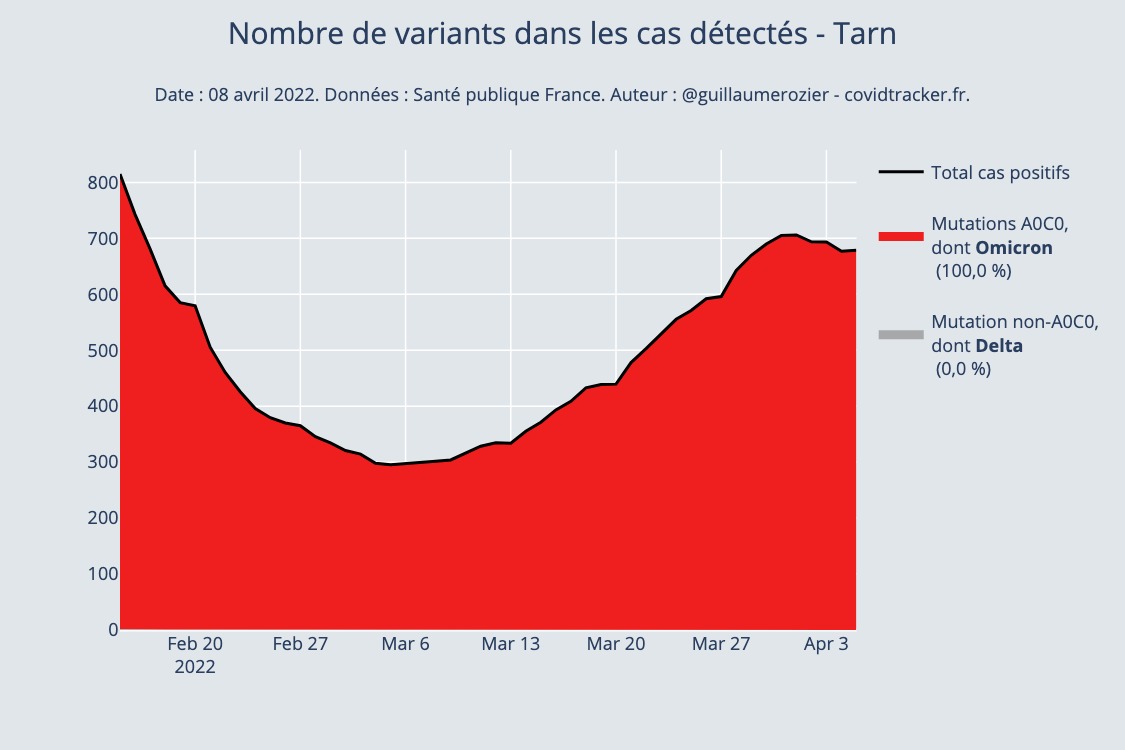 Nombre de variants dans les cas détectés - Tarn
Date : 08 avril 2022. Données : Santé publique France. Auteur : @guillaumerozier - covidtracker.fr.
800
700
600
500
400
300
200
100
0
Feb 20
2022
Feb 27
Mar 6
Mar 13
Mar 20
Mar 27
Apr 3
Total cas positifs
Mutations A0C0,
dont Omicron
(100,0 %)
Mutation non-A0C0,
dont Delta
(0,0 %)